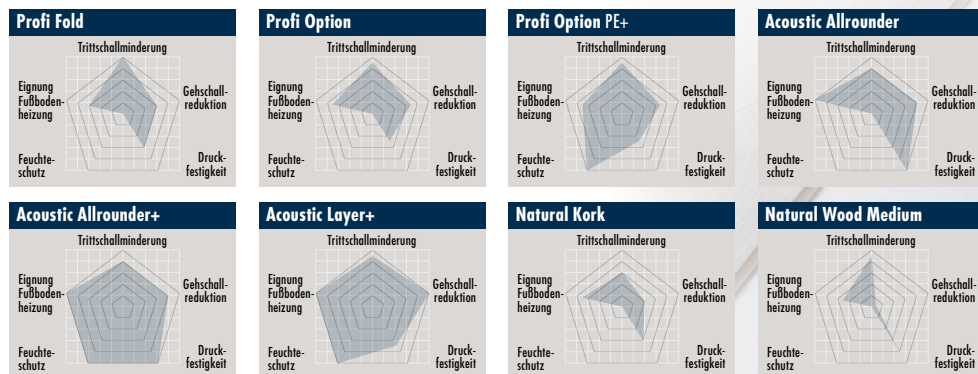 Profi Fold
Trittschallminderung
Eignung
Fußboden-
heizung
Gehschall-
reduktion
Feuchte-
schutz
Druck-
festigkeit
Profi Option
Trittschallminderung
Eignung
Fußboden-
heizung
Gehschall-
reduktion
Feuchte-
schutz
Druck-
festigkeit
Profi Option PE+
Trittschallminderung
Eignung
Fußboden-
heizung
Gehschall-
reduktion
Feuchte-
schutz
Druck-
festigkeit
Acoustic Allrounder
Trittschallminderung
Eignung
Fußboden-
heizung
Gehschall-
reduktion
Feuchte-
schutz
Druck-
festigkeit
Acoustic Allrounder+
Trittschallminderung
Eignung
Fußboden-
heizung
Gehschall-
reduktion
Feuchte-
schutz
Druck-
festigkeit
Acoustic Layer+
Trittschallminderung
Eignung
Fußboden-
heizung
Gehschall-
reduktion
Feuchte-
schutz
Druck-
festigkeit
Natural Kork
Trittschallminderung
Eignung
Fußboden-
heizung
Gehschall-
reduktion
Feuchte-
schutz
Druck-
festigkeit
Natural Wood Medium
Trittschallminderung
Eignung
Fußboden-
heizung
Gehschall-
reduktion
Feuchte-
schutz
Druck-
festigkeit